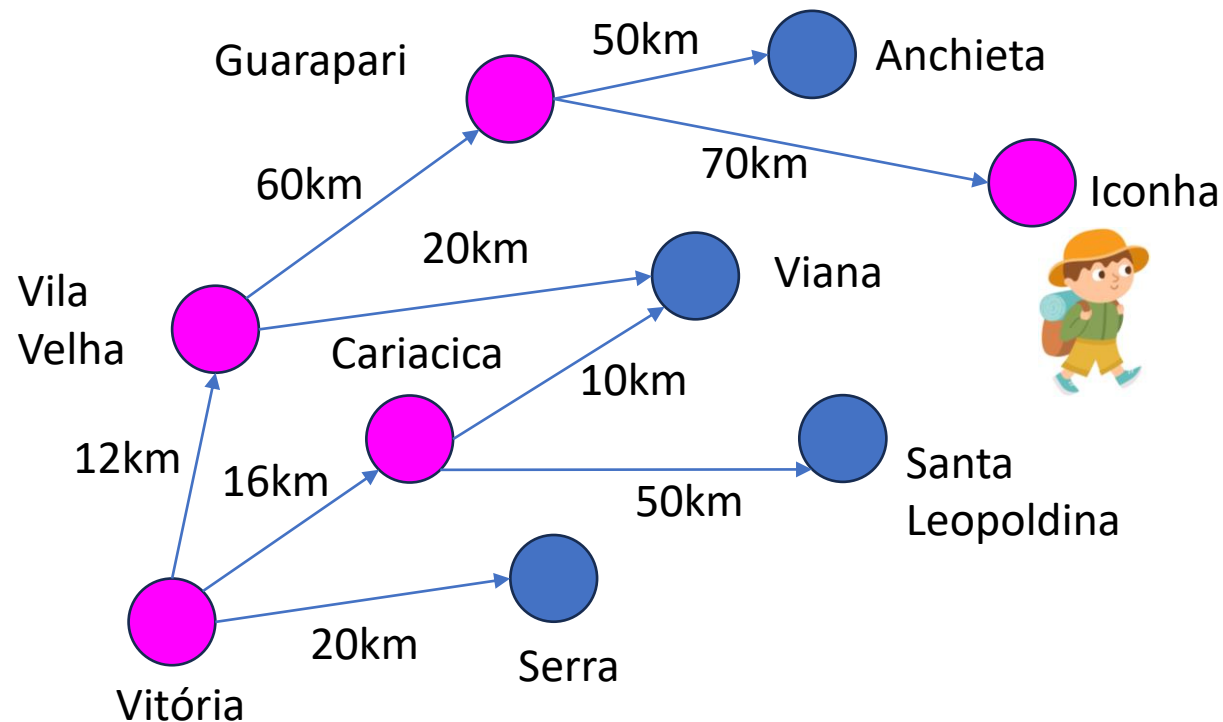 50km
Guarapari
Anchieta
70km
60km
Iconha
20km
Viana
Vila
Velha
Cariacica
10km
12km
16km
Santa
50km
Leopoldina
20km
Serra
Vitória